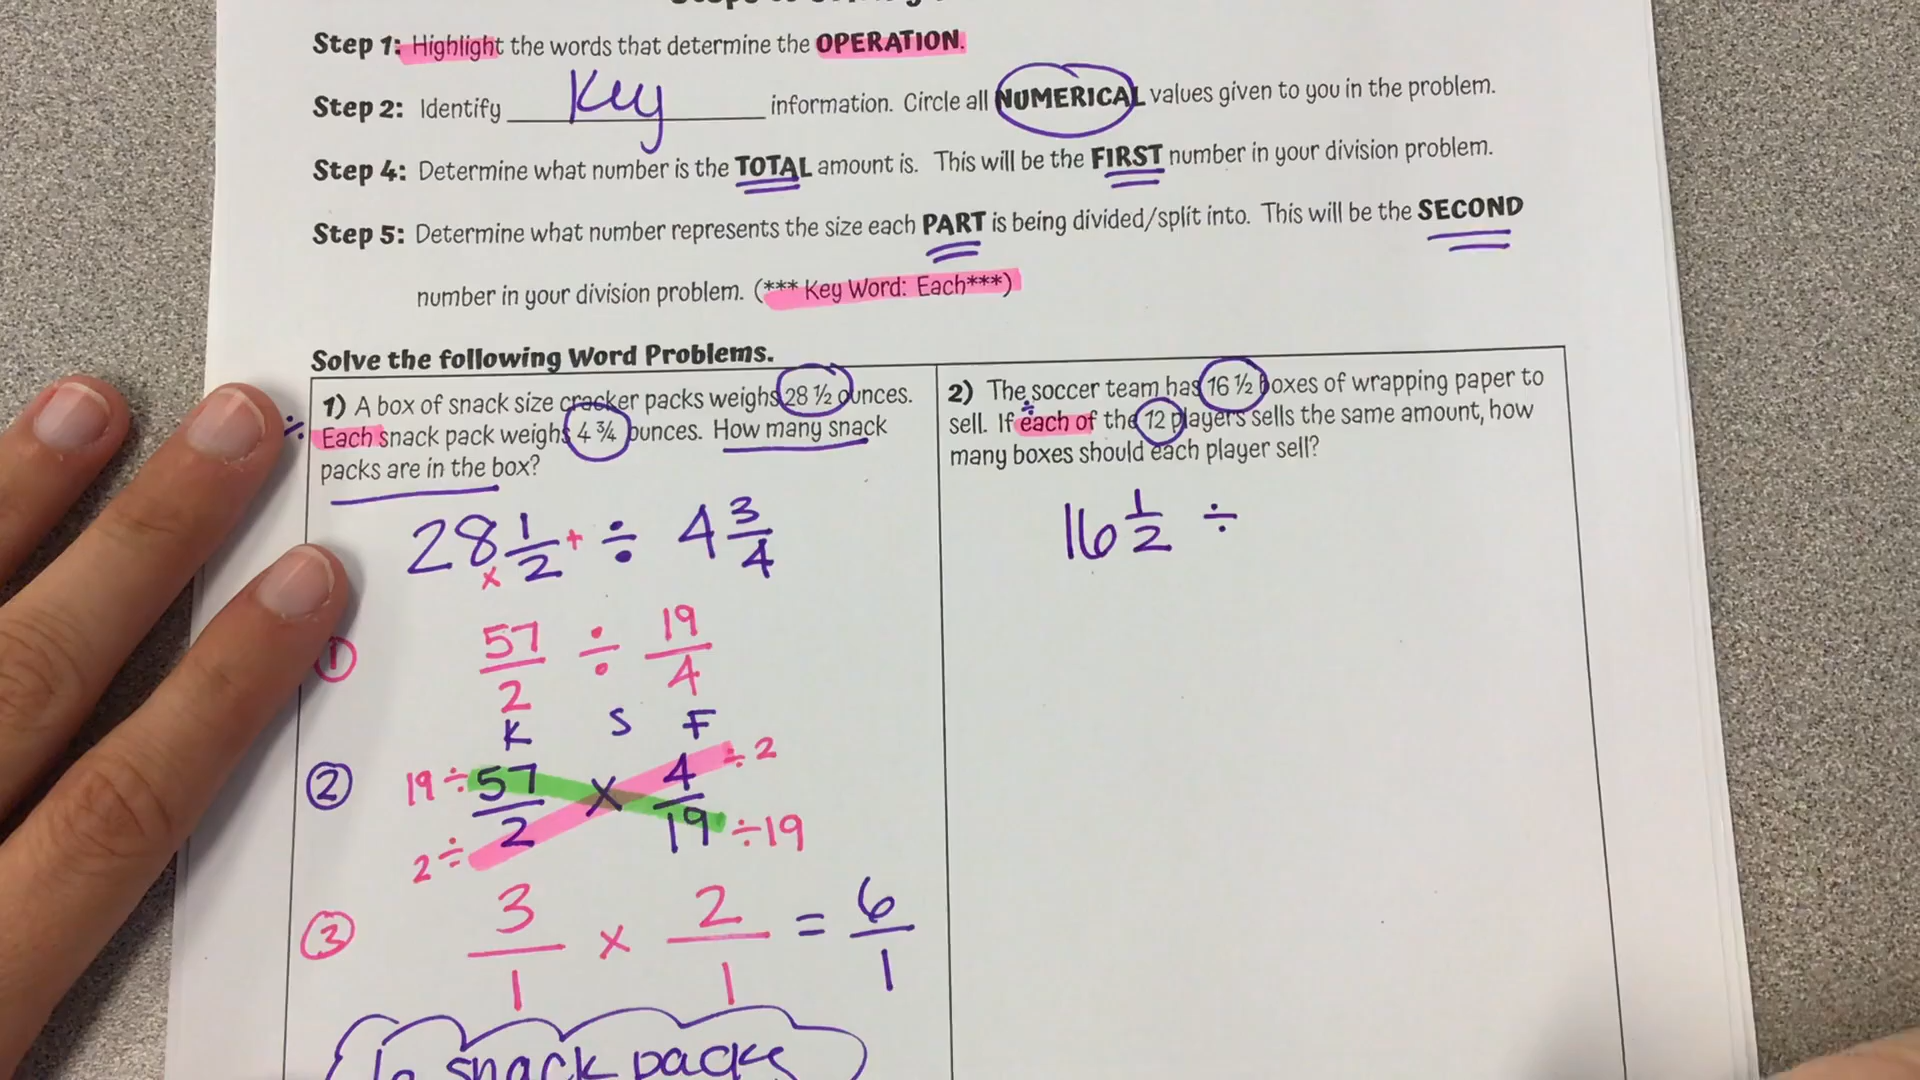 Step 1: Highlight the words that determine the OPERATION.
Step 2: Identify Key information. Circle all NUMERICAL values given to you in the problem.
Step 4: Determine what number is the TOTAL amount is. This will be the FIRST number in your division problem.
Step 5: Determine what number represents the size each PART is being divided/split into. This will be the SECOND
number in your division problem. (*** Key Word: Each***)
Solve the following Word Problems.
1) A box of snack size cracker packs weighs 28 ½ ounces.
÷ Each snack pack weighs 4 ¾ ounces. How many snack
packs are in the box?
28 1/2 + ÷ 4 3/4
x
1 57/2 ÷ 19/4
K S F
2 19 ÷ 57/2 x 4/19 ÷ 2
2 ÷ ÷ 19
3 3/1 x 2/1 = 6/1
snack packs
2) The soccer team has 16 ½ boxes of wrapping paper to
÷
sell. If each of the 12 players sells the same amount, how
many boxes should each player sell?
16 1/2 ÷